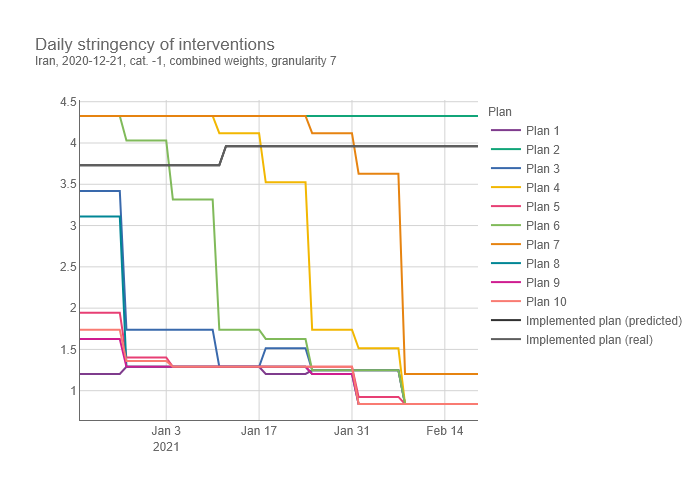 Daily stringency of interventions
Iran, 2020-12-21, cat. -1, combined weights, granularity 7
4.5
4
3.5
3
2.5
2
1.5
1
Jan 3
2021
Jan 17
Jan 31
Feb 14
Plan
Plan 1
Plan 2
Plan 3
Plan 4
Plan 5
Plan 6
Plan 7
Plan 8
Plan 9
Plan 10
Implemented plan (predicted)
Implemented plan (real)